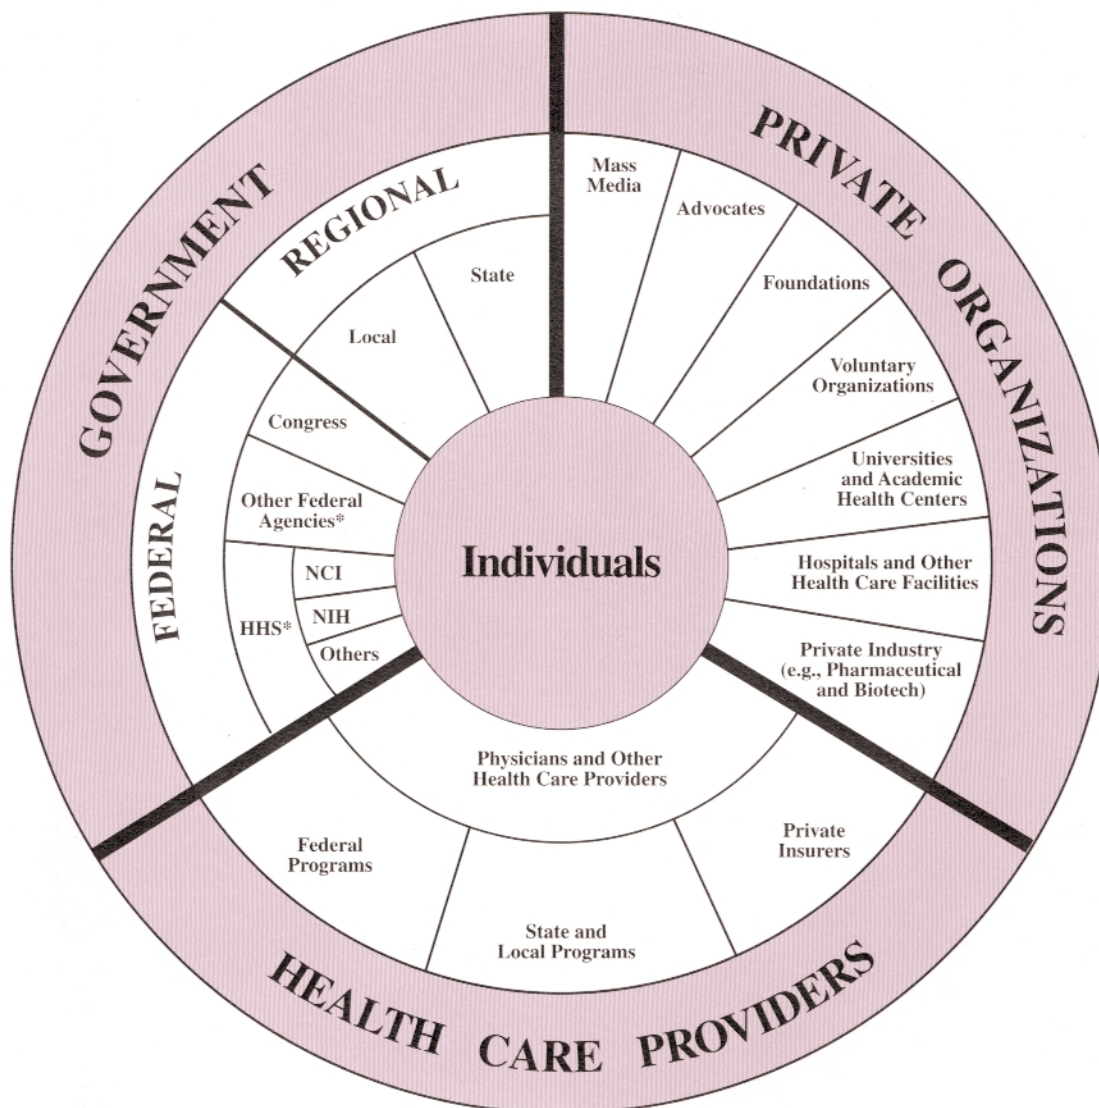 GOVERNMENT
REGIONAL
Local
State
FEDERAL
Congress
Other Federal
Agencies*
HHS*
NCI
NIH
Others
PRIVATE ORGANIZATIONS
Mass
Media
Advocates
Foundations
Voluntary
Organizations
Universities
and Academic
Health Centers
Hospitals and Other
Health Care Facilities
Private Industry
(e.g., Pharmaceutical
and Biotech)
Individuals
Physicians and Other
Health Care Providers
Federal
Programs
State and
Local Programs
Private
Insurers
HEALTH CARE PROVIDERS